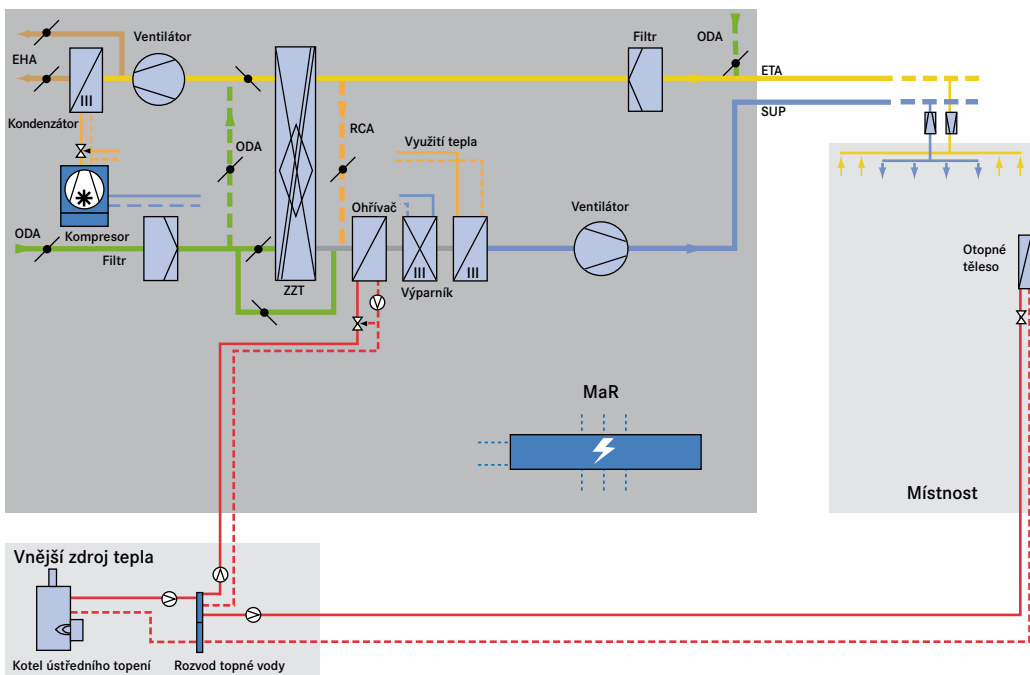 Ventilátor
Filtr
ODA
EHA
ETA
SUP
Kondenzátor
RCA
Využití tepla
ODA
Kompresor
Ohřívač
Ventilátor
ODA
Filtr
ZZT
Výparník
Otopné
těleso
MaR
Místnost
Vnější zdroj tepla
Kotel ústředního topení
Rozvod topné vody